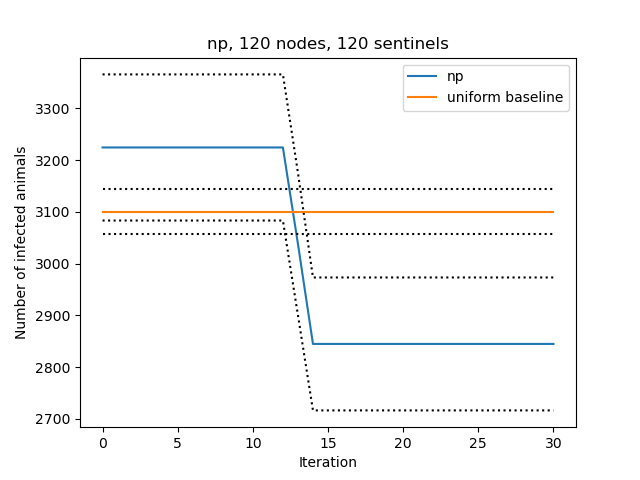 np, 120 nodes, 120 sentinels
np
uniform baseline
Number of infected animals
3300
3200
3100
3000
2900
2800
2700
0 5 10 15 20 25 30
Iteration